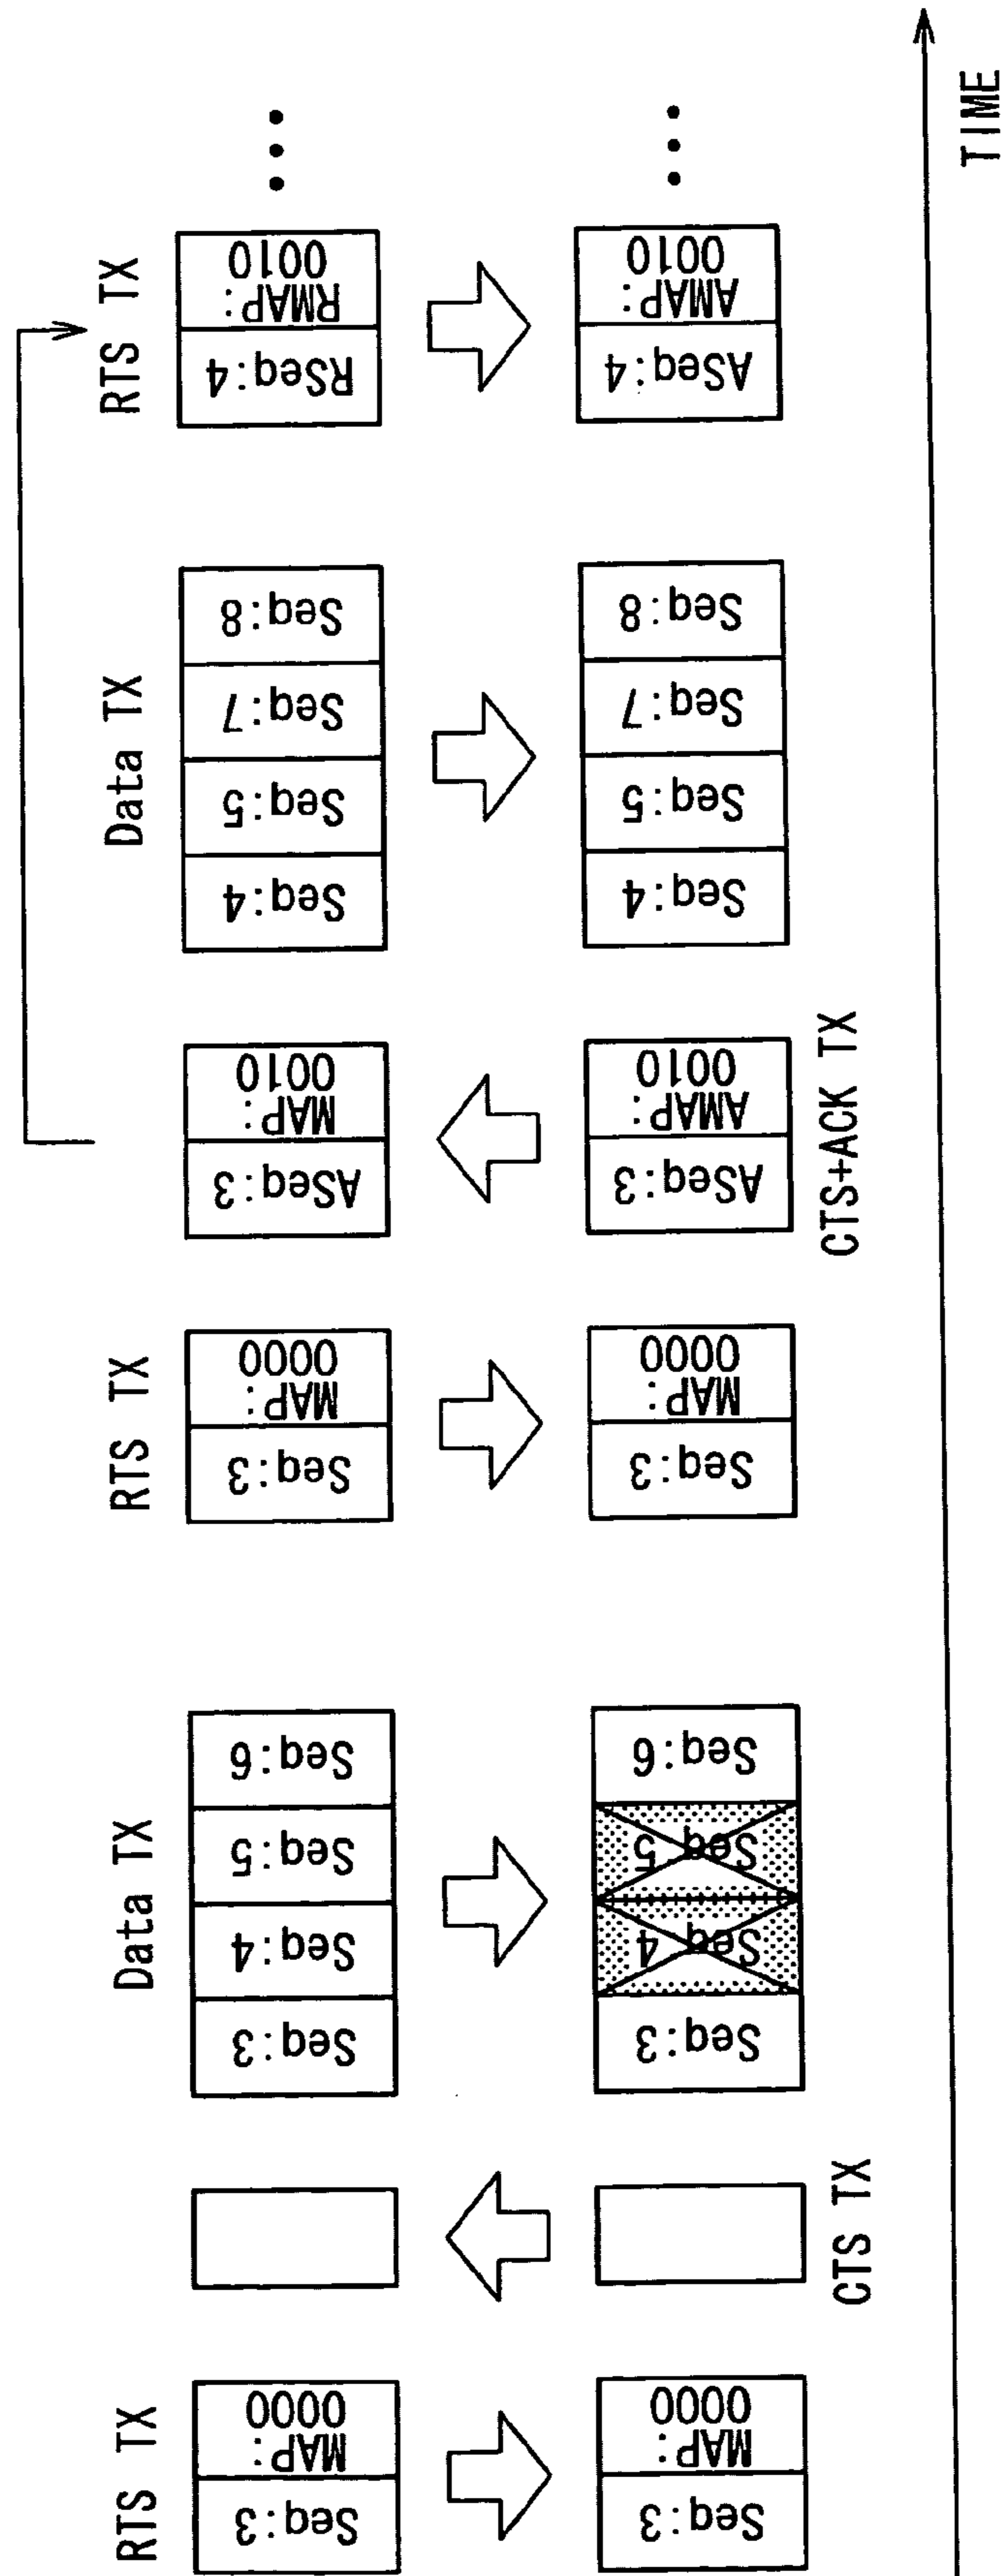 RTS TX
Data TX
RTS TX
Data TX
RTS TX
Seq:3
MAP:
0000
Seq:3
Seq:4
Seq:5
Seq:6
Seq:3
MAP:
0000
ASeq:3
MAP:
0010
Seq:4
Seq:5
Seq:7
Seq:8
RSeq:4
RMAP:
0010
Seq:3
MAP:
0000
Seq:3
Seq 4
Seq 5
Seq:6
Seq:3
MAP:
0000
ASeq:3
AMAP:
0010
Seq:4
Seq:5
Seq:7
Seq:8
ASeq:4
AMAP:
0010
CTS TX
CTS+ACK TX
TIME